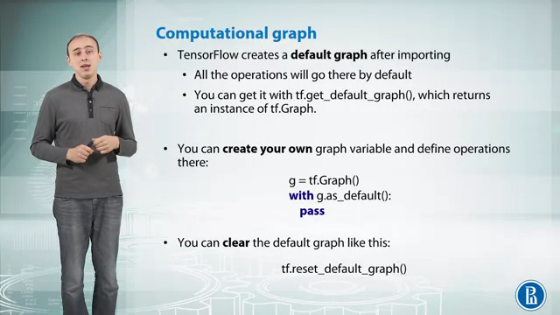 Computational graph
• TensorFlow creates a default graph after importing
• All the operations will go there by default
• You can get it with tf.get_default_graph(), which returns
an instance of tf.Graph.
• You can create your own graph variable and define operations
there:
g = tf.Graph()
with g.as_default():
pass
• You can clear the default graph like this:
tf.reset_default_graph()